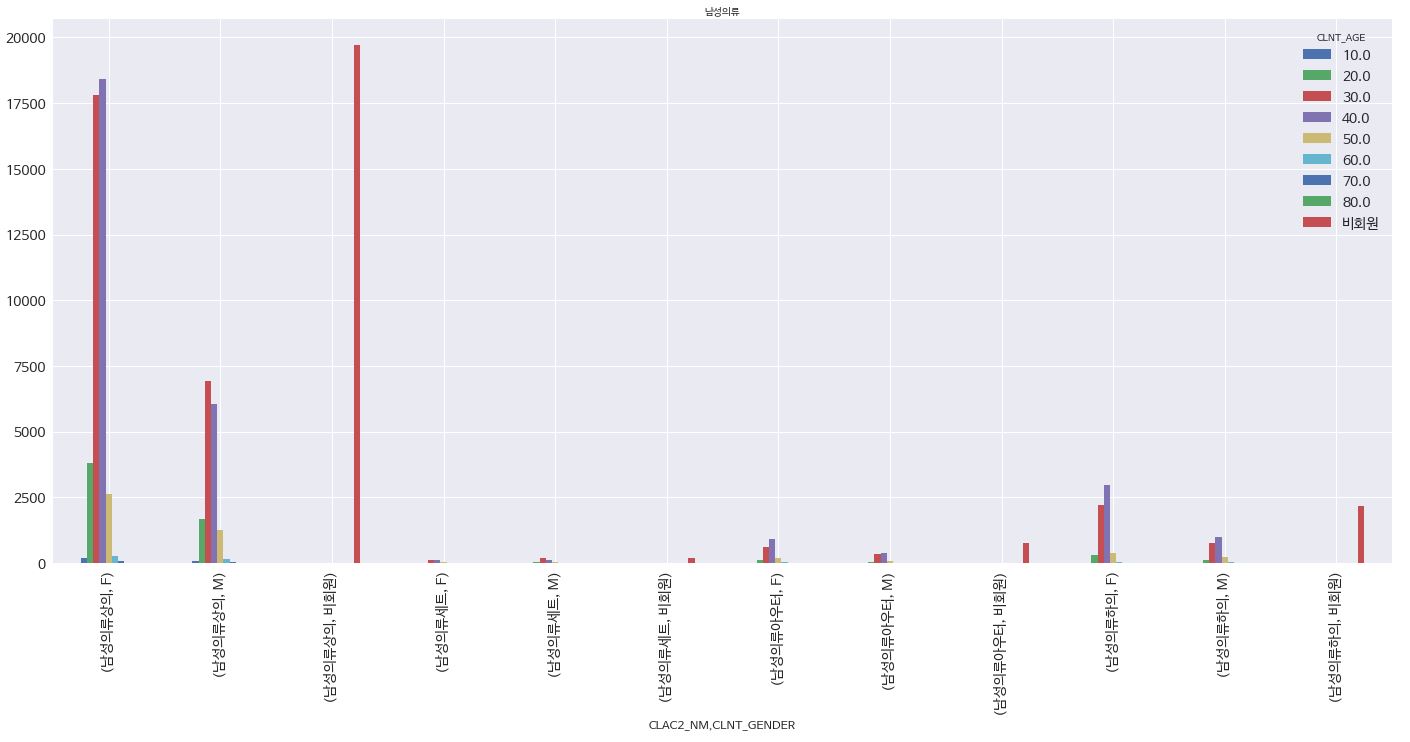 남성의류
20000
17500
15000
12500
10000
7500
5000
2500
0
CLNT_AGE
10.0
20.0
30.0
40.0
50.0
60.0
70.0
80.0
비회원
(남성의류상의, F)
(남성의류상의, M)
(남성의류상의, 비회원)
(남성의류세트, F)
(남성의류세트, M)
(남성의류세트, 비회원)
(남성의류아우터, F)
(남성의류아우터, M)
(남성의류아우터, 비회원)
(남성의류하의, F)
(남성의류하의, M)
(남성의류하의, 비회원)
CLAC2_NM,CLNT_GENDER